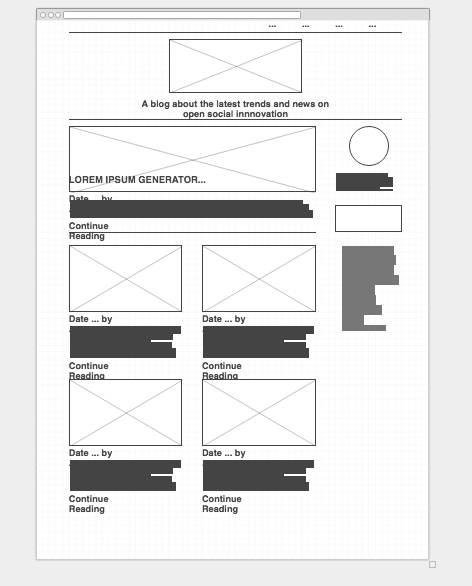 ... ... ... ...
A blog about the latest trends and news on
open social innnovation
LOREM IPSUM GENERATOR...
Date ... by
Continue
Reading
Date ... by
Date ... by
Continue
Reading
Continue
Reading
Date ... by
Date ... by
Continue
Reading
Continue
Reading